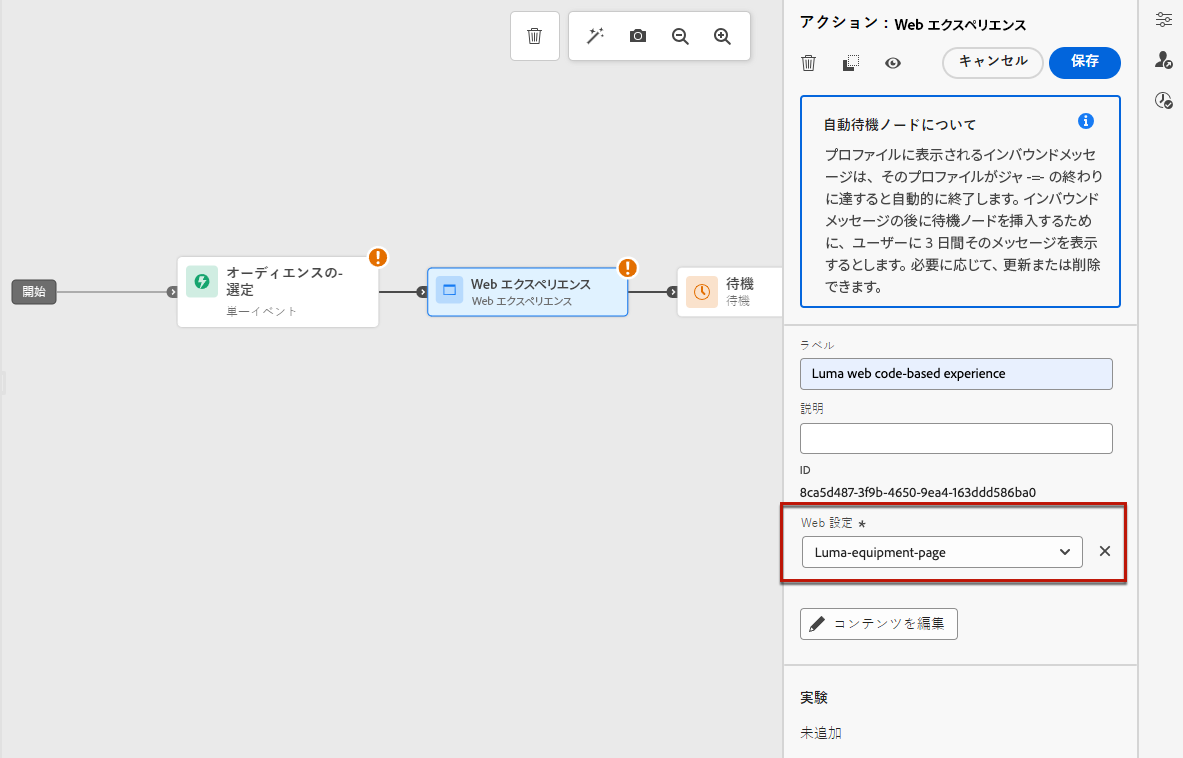 開始
オーディエンスの-
選定
単一イベント
Web エクスペリエンス
Web エクスペリエンス
待機
待機
アクション：Web エクスペリエンス
キャンセル
保存
自動待機ノードについて
プロファイルに表示されるインバウンドメッセ
ージは、そのプロファイルがジャ -=- の終わり
に達すると自動的に終了します。インバウンド
メッセージの後に待機ノードを挿入するため
に、ユーザーに 3 日間そのメッセージを表示
するとします。必要に応じて、更新または削除
できます。
ラベル
Luma web code-based experience
説明
ID
8ca5d487-3f9b-4650-9ea4-163ddd586ba0
Web 設定 *
Luma-equipment-page
コンテンツを編集
実験
未追加